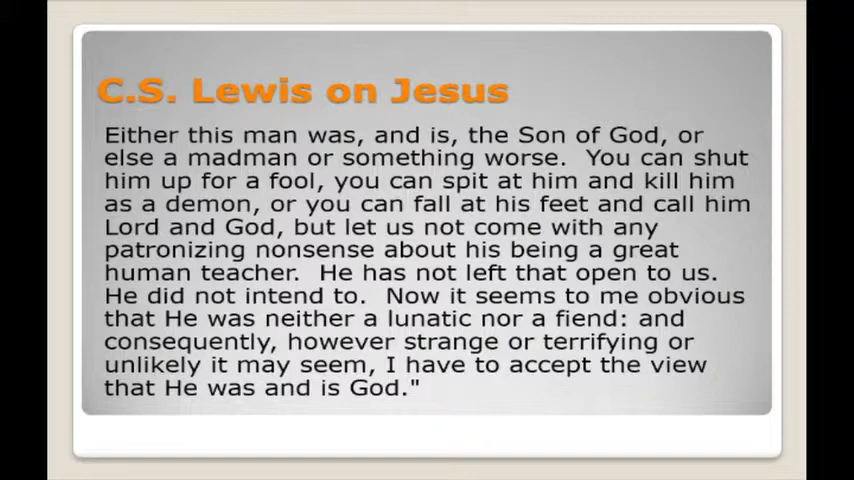 C.S. Lewis on Jesus
Either this man was, and is, the Son of God, or
else a madman or something worse.  You can shut
him up for a fool, you can spit at him and kill him
as a demon, or you can fall at his feet and call him
Lord and God, but let us not come with any
patronizing nonsense about his being a great
human teacher.  He has not left that open to us.
He did not intend to.  Now it seems to me obvious
that He was neither a lunatic nor a fiend: and
consequently, however strange or terrifying or
unlikely it may seem, I have to accept the view
that He was and is God."